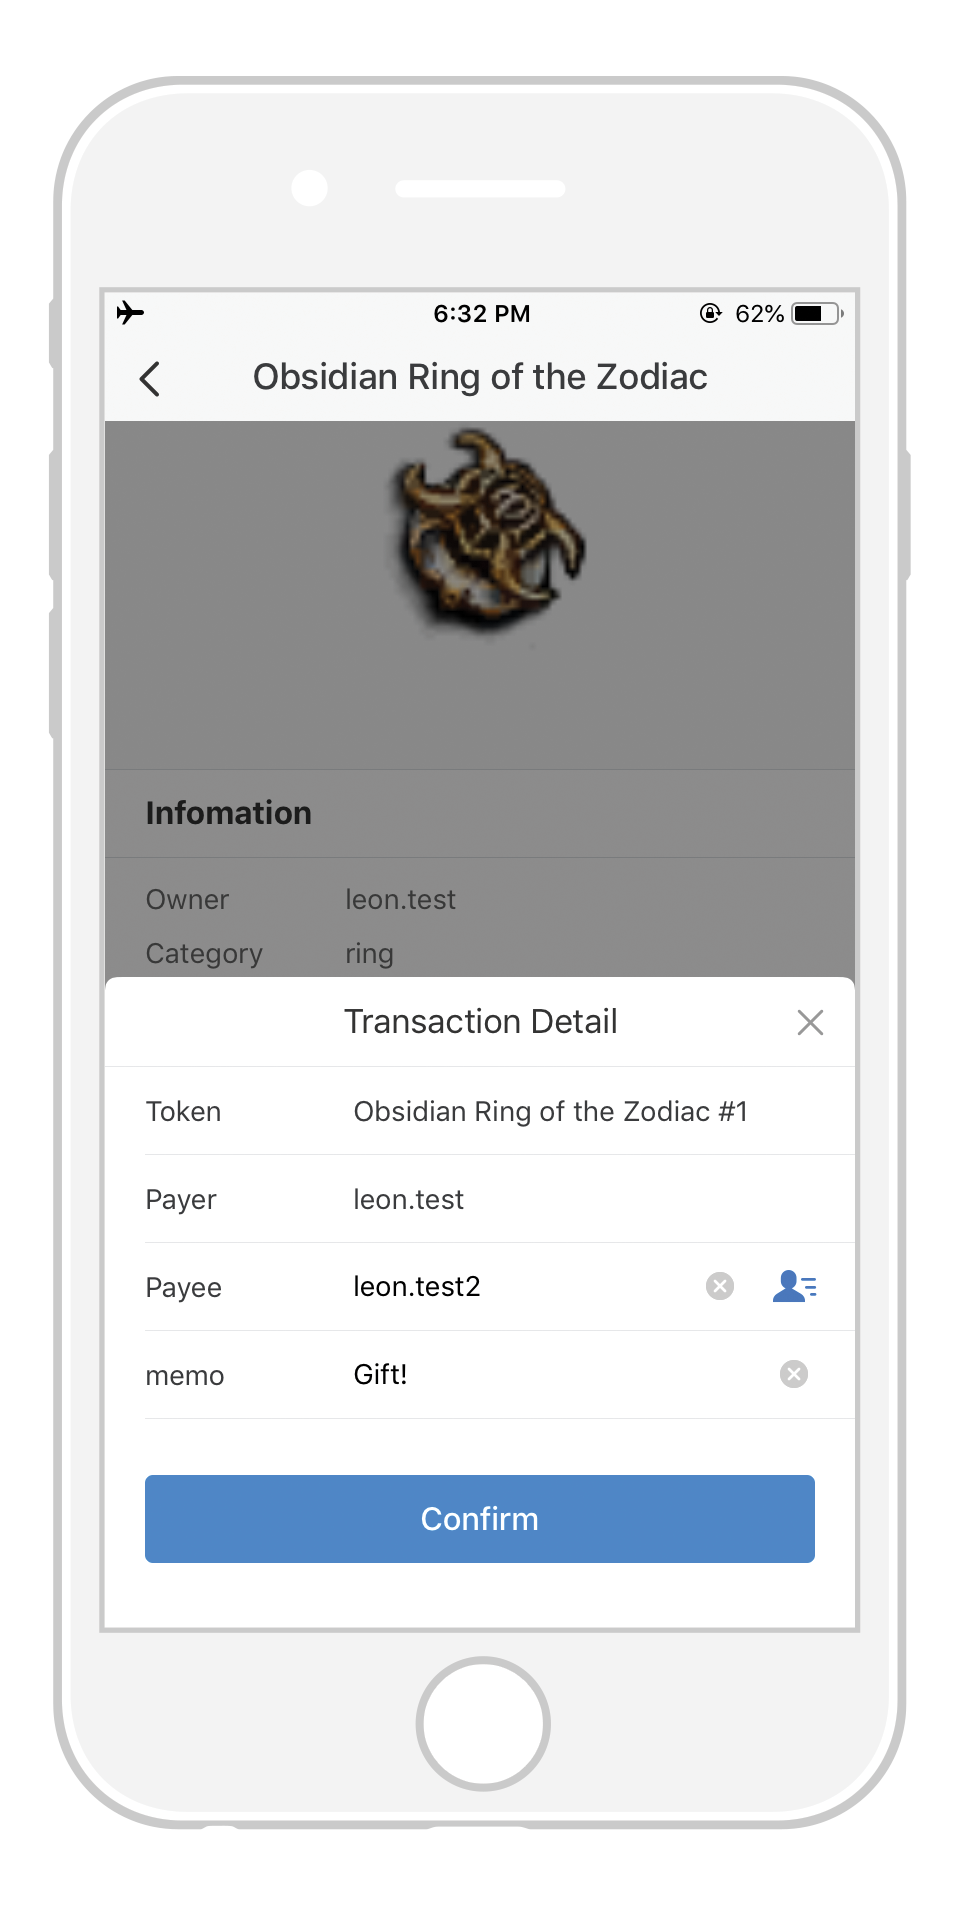 6:32 PM 62%
Obsidian Ring of the Zodiac
Infomation
Owner leon.test
Category ring
Transaction Detail
Token Obsidian Ring of the Zodiac #1
Payer leon.test
Payee leon.test2
memo Gift!
Confirm